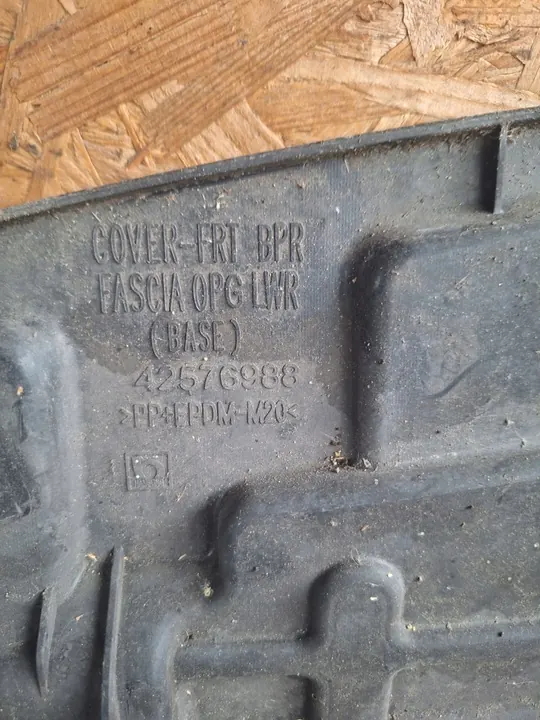 COVER-FRT BPR
FASCIA OPG LWR
(BASE)
42576988
>PP+EPDM-M20<